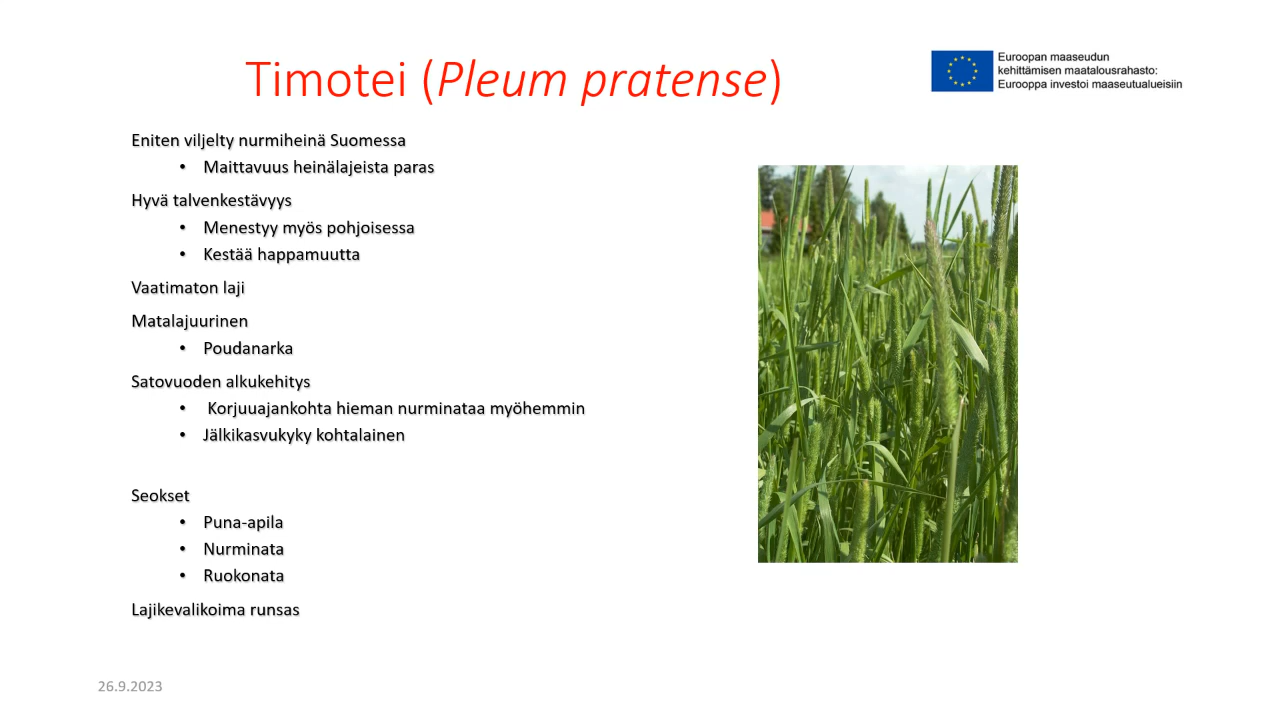 Timotei (Pleum pratense)
Euroopan maaseudun
kehittämisen maatalousrahasto:
Eurooppa investoi maaseutualueisiin
Eniten viljelty nurmiheinä Suomessa
• Maittavuus heinälajeista paras
Hyvä talvenkestävyys
• Menestyy myös pohjoisessa
• Kestää happamuutta
Vaatimaton laji
Matalajuurinen
• Poudanarka
Satovuoden alkukehitys
• Korjuuajankohta hieman nurminataa myöhemmin
• Jälkikasvukyky kohtalainen
Seokset
• Puna-apila
• Nurminata
• Ruokonata
Lajikevalikoima runsas
26.9.2023